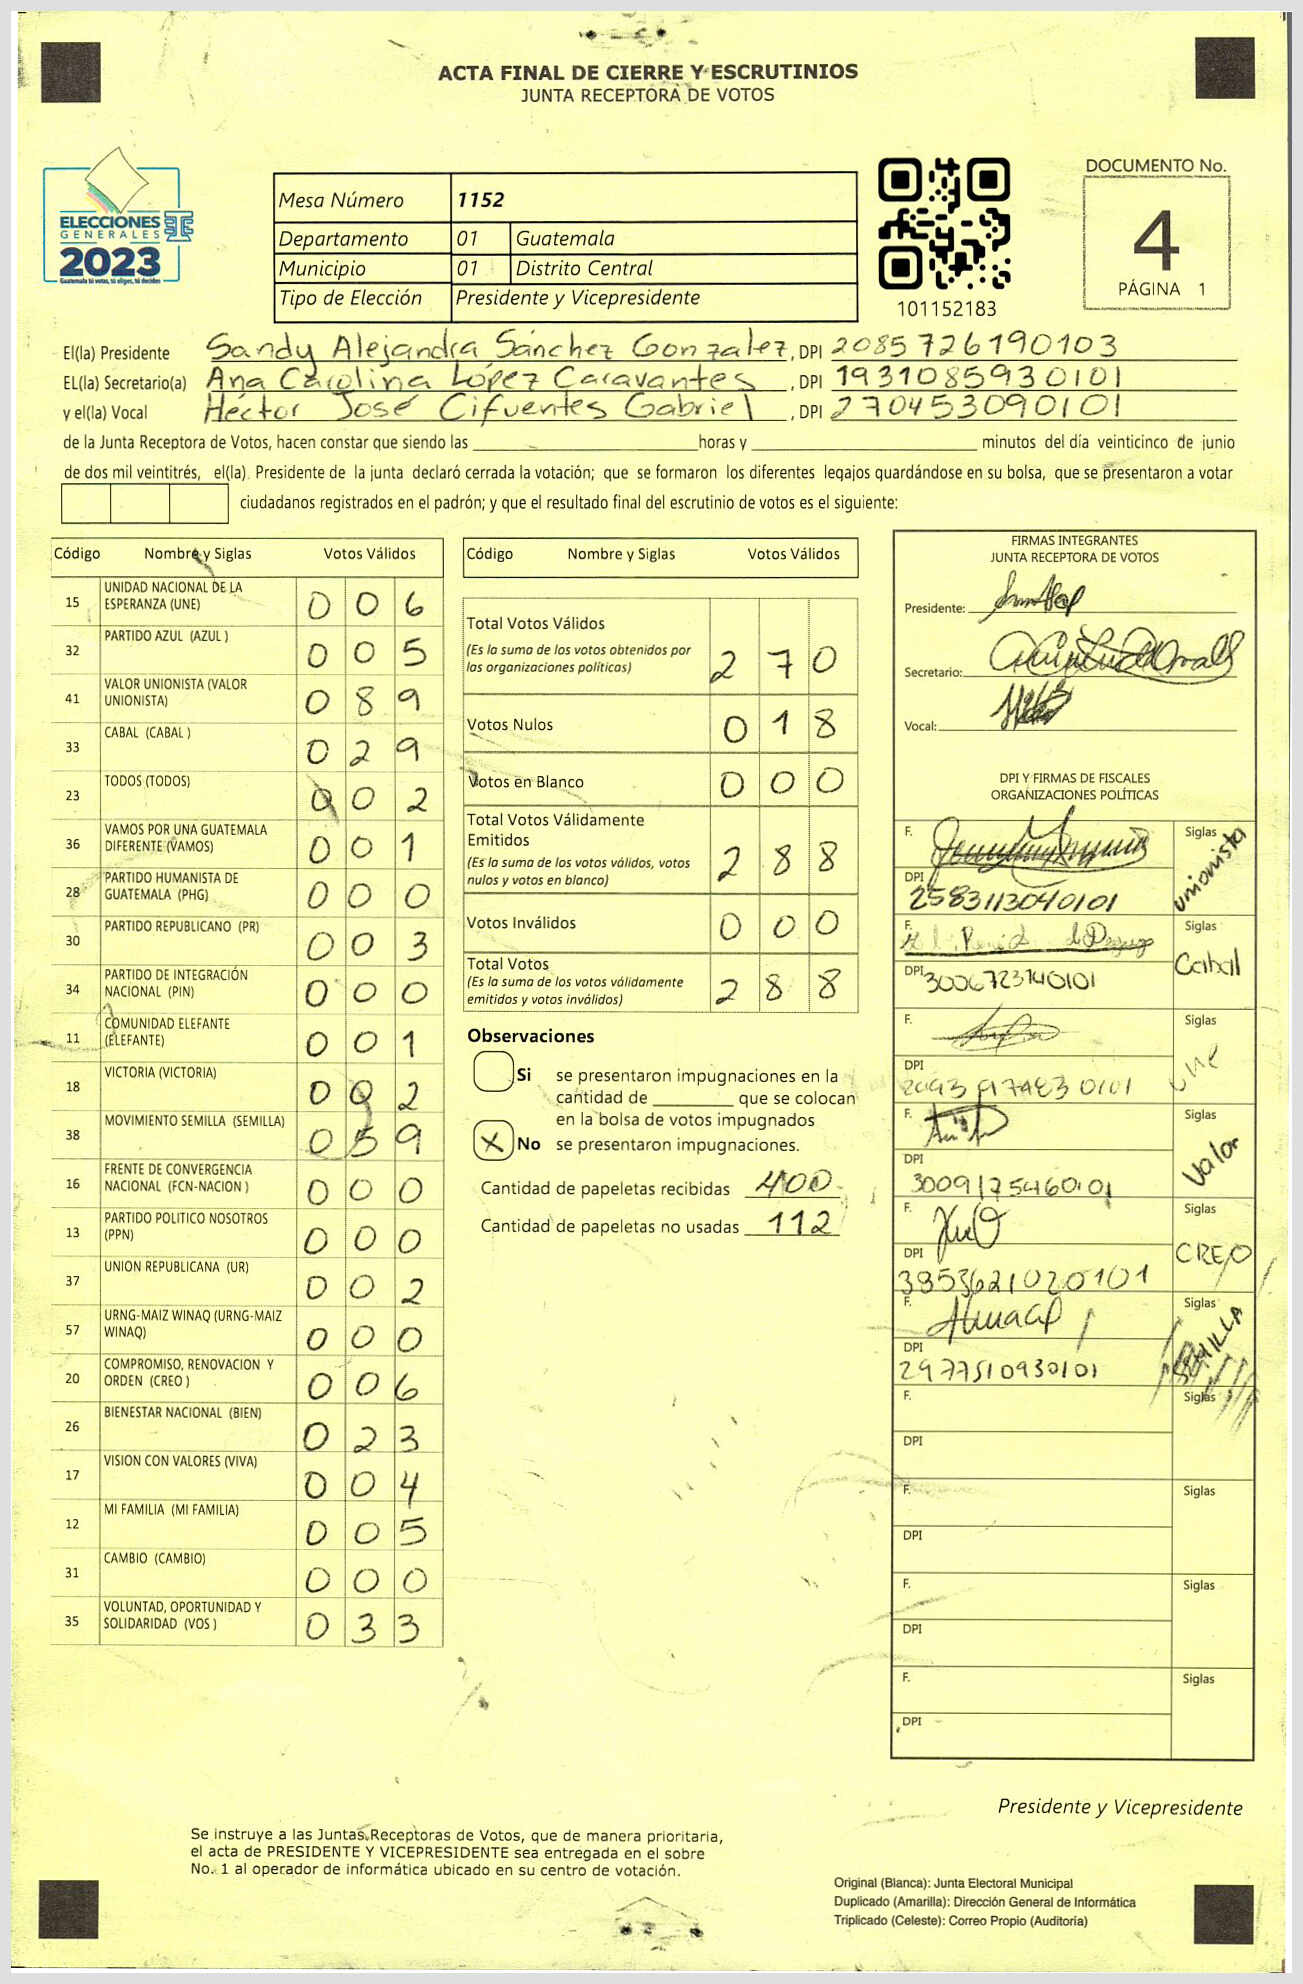 ACTA FINAL DE CIERRE Y ESCRUTINIOS
JUNTA RECEPTORA DE VOTOS
ELECCIONES
GENERALES
2023
Guatemala tú votas, tú eliges, tú decides
Mesa Número 1152
Departamento 01 Guatemala
Municipio 01 Distrito Central
Tipo de Elección Presidente y Vicepresidente
101152183
DOCUMENTO No.
4
PÁGINA 1
El(la) Presidente Sandy Alejandra Sánchez Gonzalez, DPI 2085726190103
EL(la) Secretario(a) Ana Carolina López Caravantes, DPI 1931085930101
y el(la) Vocal Héctor José Cifuentes Gabriel, DPI 270453090101
de la Junta Receptora de Votos, hacen constar que siendo las ____ horas y ____ minutos del día veinticinco de junio
de dos mil veintitrés, el(la). Presidente de la junta declaró cerrada la votación; que se formaron los diferentes legajos guardándose en su bolsa, que se presentaron a votar
ciudadanos registrados en el padrón; y que el resultado final del escrutinio de votos es el siguiente:
Código Nombre y Siglas Votos Válidos
15 UNIDAD NACIONAL DE LA ESPERANZA (UNE) 0 0 6
32 PARTIDO AZUL (AZUL ) 0 0 5
41 VALOR UNIONISTA (VALOR UNIONISTA) 0 8 9
33 CABAL (CABAL ) 0 2 9
23 TODOS (TODOS) 0 0 2
36 VAMOS POR UNA GUATEMALA DIFERENTE (VAMOS) 0 0 1
28 PARTIDO HUMANISTA DE GUATEMALA (PHG) 0 0 0
30 PARTIDO REPUBLICANO (PR) 0 0 3
34 PARTIDO DE INTEGRACIÓN NACIONAL (PIN) 0 0 0
11 COMUNIDAD ELEFANTE (ELEFANTE) 0 0 1
18 VICTORIA (VICTORIA) 0 0 2
38 MOVIMIENTO SEMILLA (SEMILLA) 0 5 9
16 FRENTE DE CONVERGENCIA NACIONAL (FCN-NACION ) 0 0 0
13 PARTIDO POLITICO NOSOTROS (PPN) 0 0 0
37 UNION REPUBLICANA (UR) 0 0 2
57 URNG-MAIZ WINAQ (URNG-MAIZ WINAQ) 0 0 0
20 COMPROMISO, RENOVACION Y ORDEN (CREO ) 0 0 6
26 BIENESTAR NACIONAL (BIEN) 0 2 3
17 VISION CON VALORES (VIVA) 0 0 4
12 MI FAMILIA (MI FAMILIA) 0 0 5
31 CAMBIO (CAMBIO) 0 0 0
35 VOLUNTAD, OPORTUNIDAD Y SOLIDARIDAD (VOS ) 0 3 3
Código Nombre y Siglas Votos Válidos
Total Votos Válidos 2 7 0
(Es la suma de los votos obtenidos por
las organizaciones políticas)
Votos Nulos 0 1 8
Votos en Blanco 0 0 0
Total Votos Válidamente
Emitidos 2 8 8
(Es la suma de los votos válidos, votos
nulos y votos en blanco)
Votos Inválidos 0 0 0
Total Votos 2 8 8
(Es la suma de los votos válidamente
emitidos y votos inválidos)
Observaciones
Si se presentaron impugnaciones en la
cantidad de ____ que se colocan
en la bolsa de votos impugnados
X No se presentaron impugnaciones.
Cantidad de papeletas recibidas 400
Cantidad de papeletas no usadas 112
FIRMAS INTEGRANTES
JUNTA RECEPTORA DE VOTOS
Presidente:
Secretario:
Vocal:
DPI Y FIRMAS DE FISCALES
ORGANIZACIONES POLÍTICAS
F. Siglas unionista
DPI 2583113040101
F. Siglas Cabal
DPI 3006723140101
F. Siglas une
DPI
F. Siglas Valor
DPI 3009175460101
F. Siglas CREO
DPI 3353621020101
F. Siglas SEMILLA
DPI 2977510930101
F. Siglas
DPI
F. Siglas
DPI
F. Siglas
DPI
F. Siglas
DPI
Presidente y Vicepresidente
Se instruye a las Juntas Receptoras de Votos, que de manera prioritaria,
el acta de PRESIDENTE Y VICEPRESIDENTE sea entregada en el sobre
No. 1 al operador de informática ubicado en su centro de votación.
Original (Blanca): Junta Electoral Municipal
Duplicado (Amarilla): Dirección General de Informática
Triplicado (Celeste): Correo Propio (Auditoría)